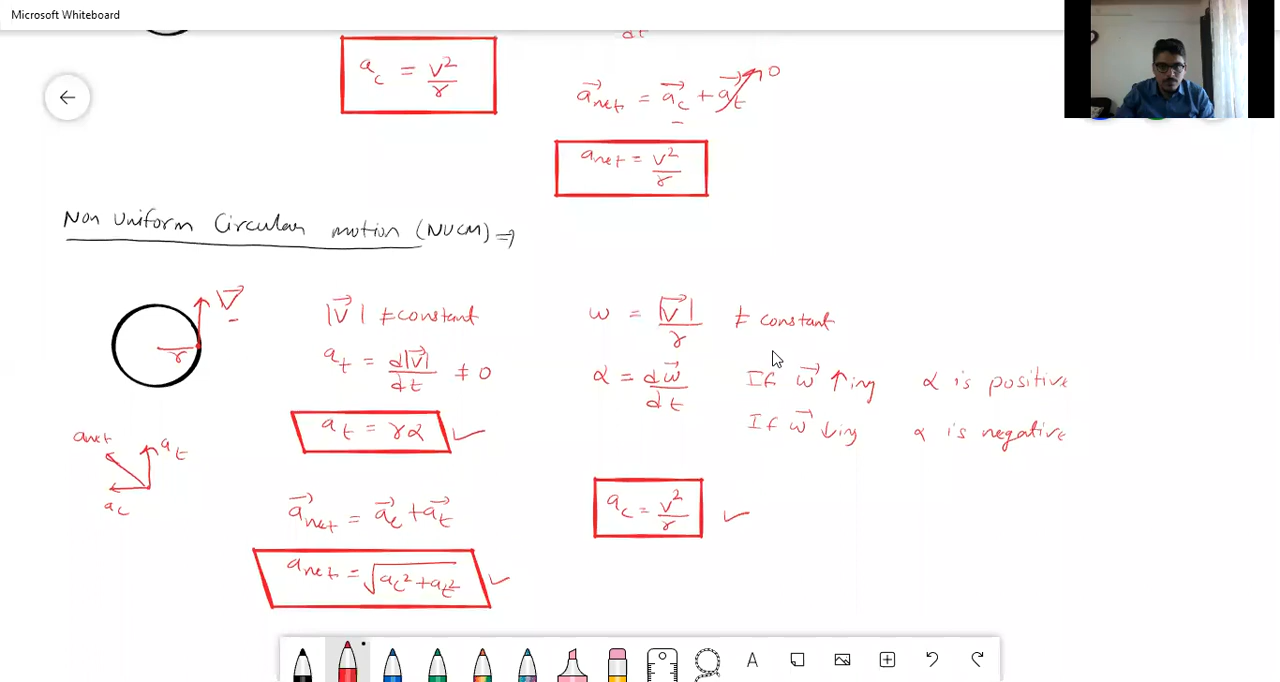 Microsoft Whiteboard
dt
a_c = v²/r
a⃗_net = a⃗_c + a⃗_t → 0
a_net = v²/r
Non Uniform Circular motion (NUCM) ⇒
V⃗
r
|V⃗| ≠ constant
ω = |V⃗|/r ≠ constant
a_t = d|V⃗|/dt ≠ 0
α = dω⃗/dt
If ω⃗ ↑ing α is positive
If ω⃗ ↓ing α is negative
a_t = rα ✓
a_net
a_t
a_c
a⃗_net = a⃗_c + a⃗_t
a_c = v²/r ✓
a_net = √(a_c² + a_t²) ✓
A